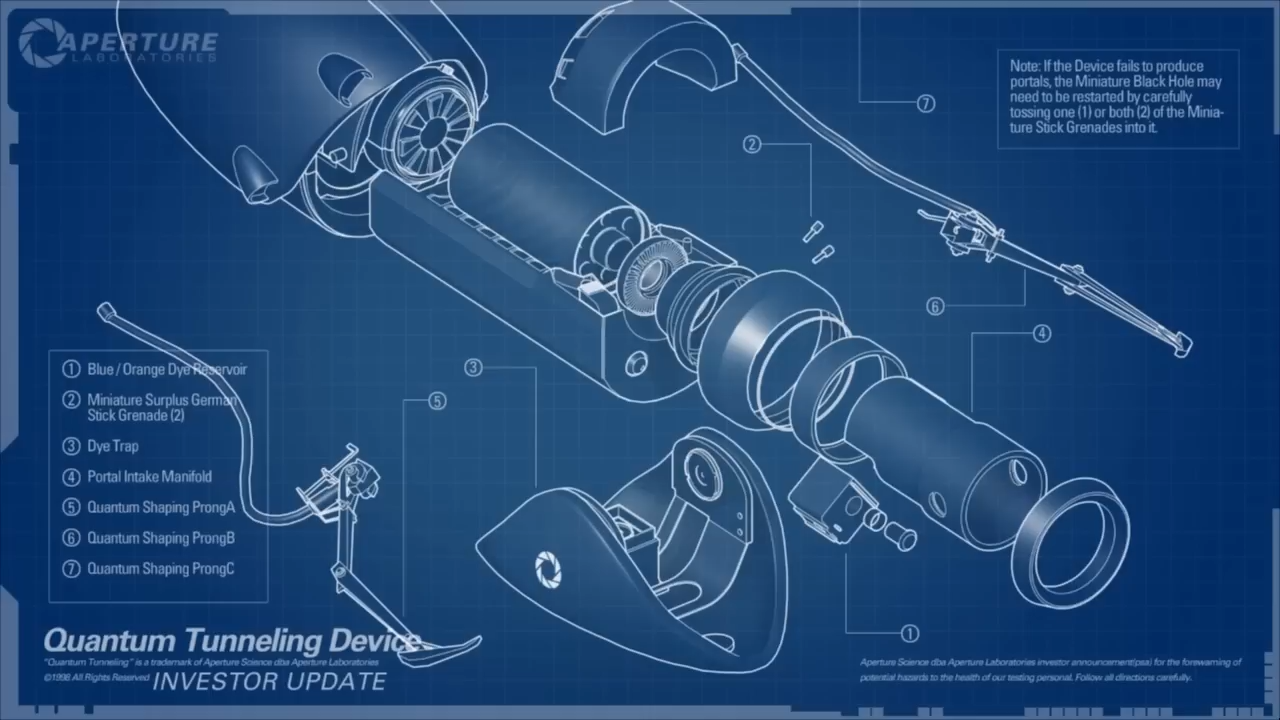 APERTURE
LABORATORIES
Note: If the Device fails to produce
portals, the Miniature Black Hole may
need to be restarted by carefully
tossing one (1) or both (2) of the Minia-
ture Stick Grenades into it.
7
2
6
4
3
5
1
1 Blue / Orange Dye Reservoir
2 Miniature Surplus German
Stick Grenade (2)
3 Dye Trap
4 Portal Intake Manifold
5 Quantum Shaping ProngA
6 Quantum Shaping ProngB
7 Quantum Shaping ProngC
Quantum Tunneling Device
"Quantum Tunneling" is a trademark of Aperture Science dba Aperture Laboratories
©1998 All Rights Reserved INVESTOR UPDATE
Aperture Science dba Aperture Laboratories investor announcement(psa) for the forewarning of
potential hazards to the health of our testing personal. Follow all directions carefully.